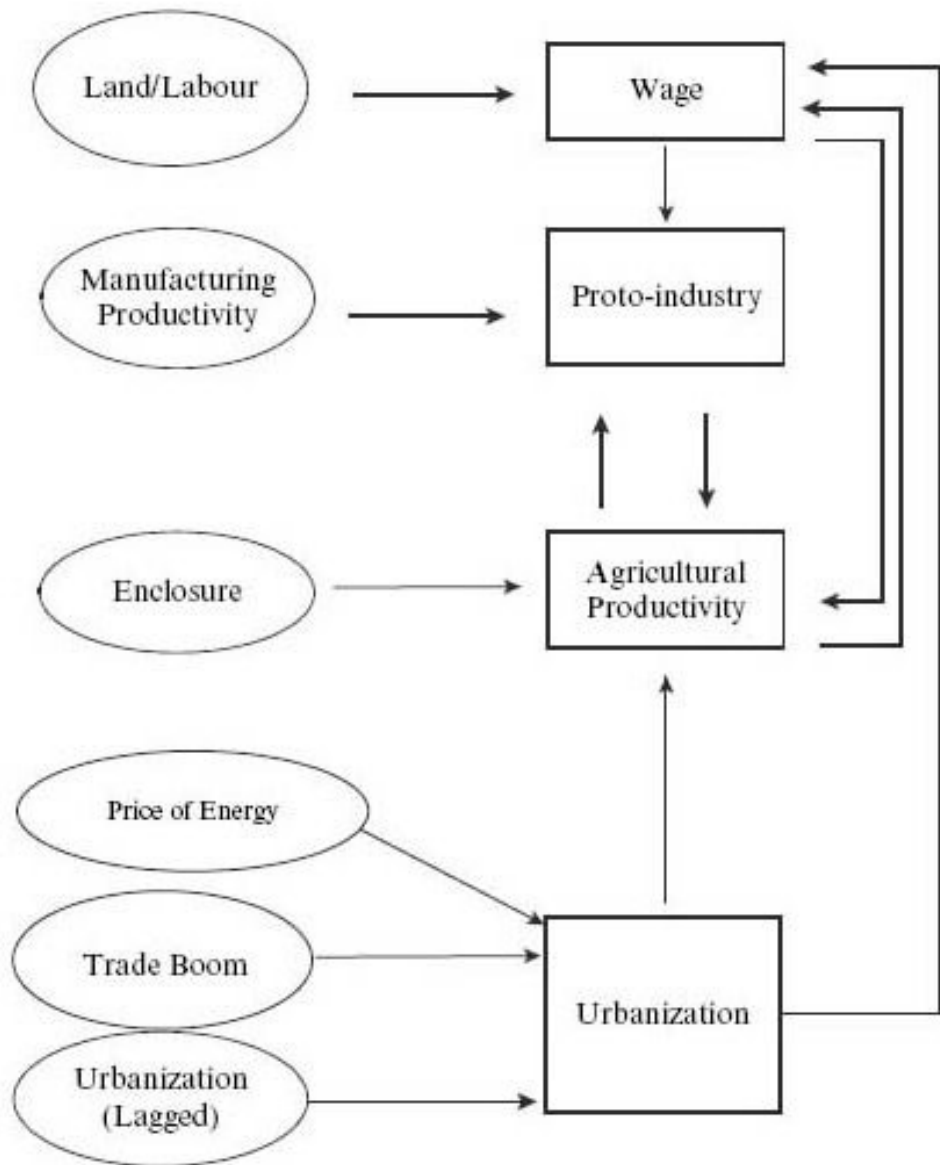 Land/Labour
Wage
Manufacturing
Productivity
Proto-industry
Enclosure
Agricultural
Productivity
Price of Energy
Trade Boom
Urbanization
Urbanization
(Lagged)